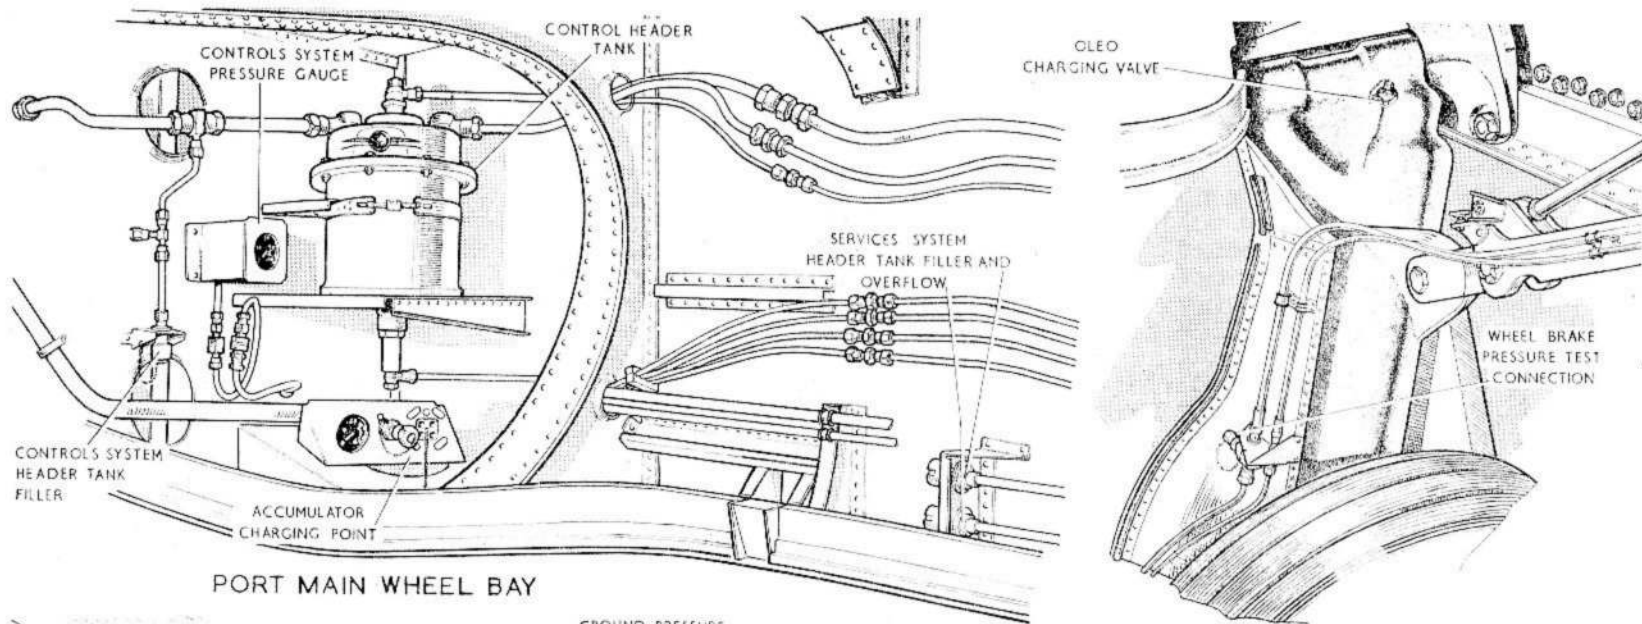 CONTROLS SYSTEM
PRESSURE GAUGE
CONTROL HEADER
TANK
OLEO
CHARGING VALVE
SERVICES SYSTEM
HEADER TANK FILLER AND
OVERFLOW
WHEEL BRAKE
PRESSURE TEST
CONNECTION
CONTROLS SYSTEM
HEADER TANK
FILLER
ACCUMULATOR
CHARGING POINT
PORT MAIN WHEEL BAY
GROUND PRESSURE